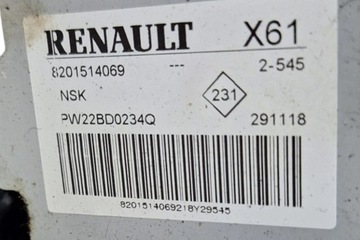 RENAULT X61
8201514069 --- 2-545
NSK 231
PW22BD0234Q 291118
8201514069218Y29545